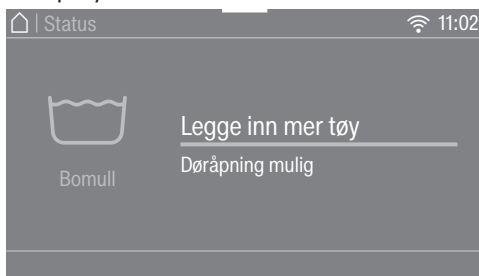 | Status
11:02
Legge inn mer tøy
Døråpning mulig
Bomull